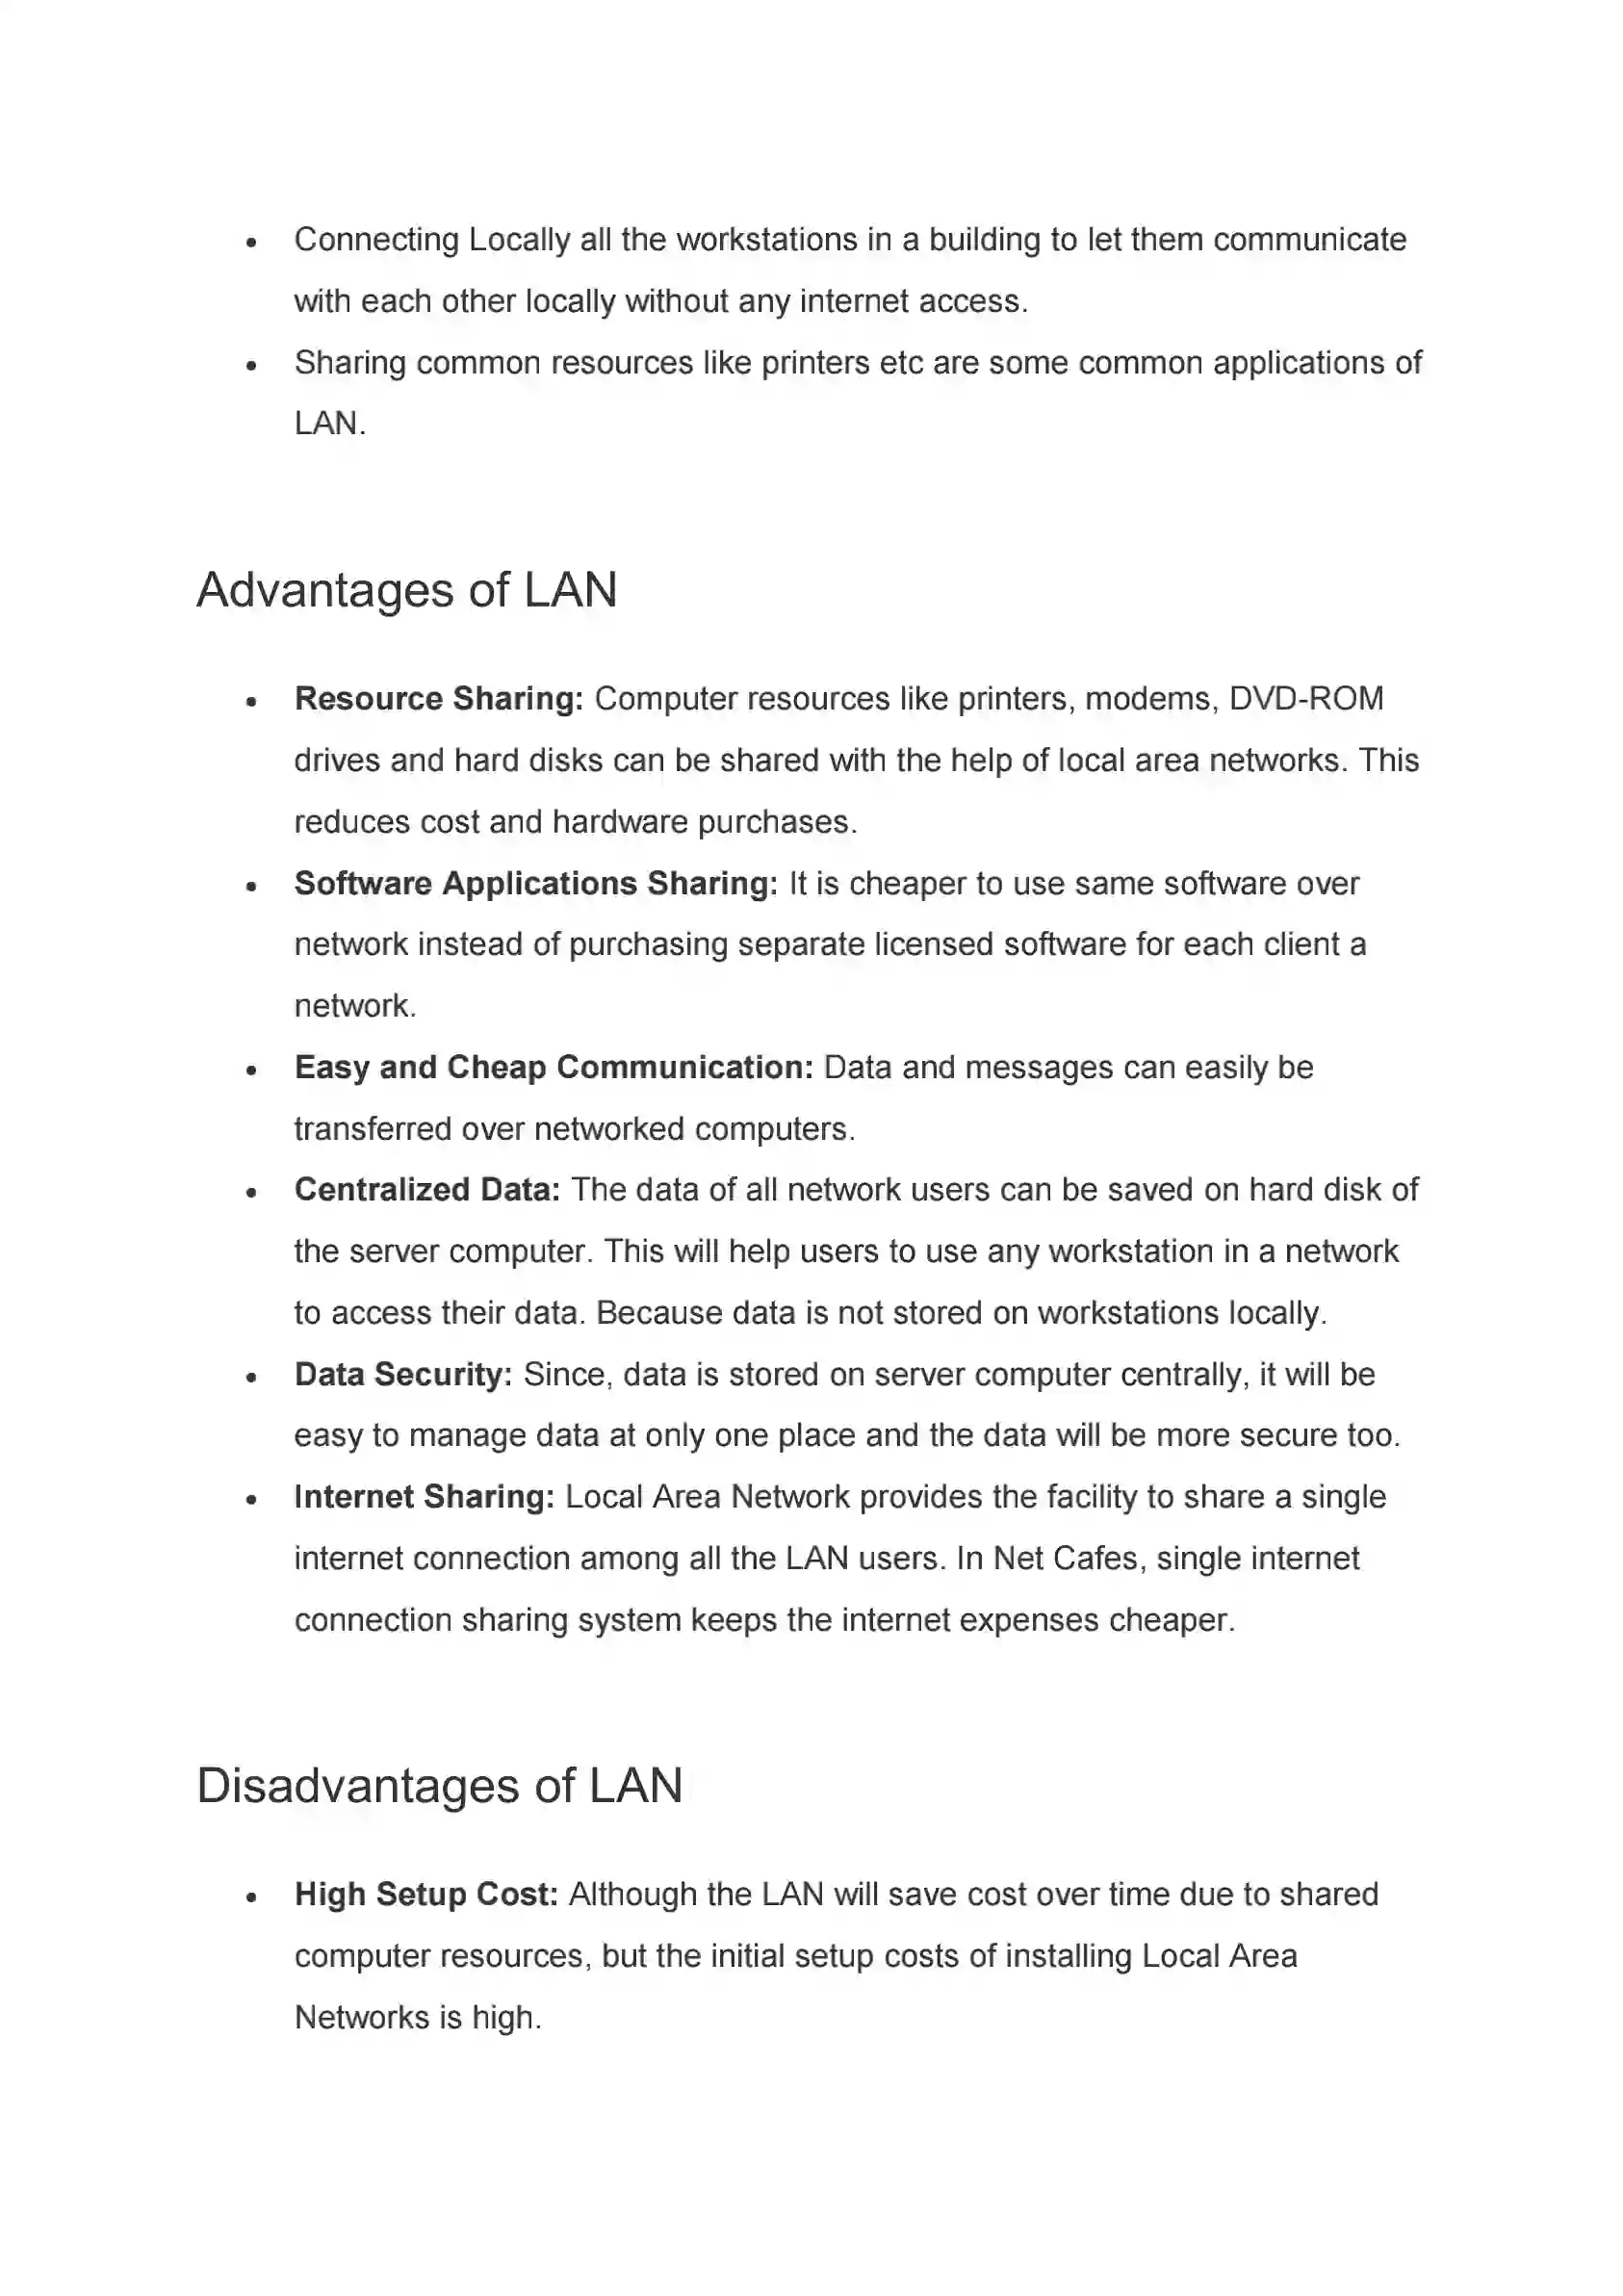 • Connecting Locally all the workstations in a building to let them communicate
with each other locally without any internet access.
• Sharing common resources like printers etc are some common applications of
LAN.
Advantages of LAN
• Resource Sharing: Computer resources like printers, modems, DVD-ROM
drives and hard disks can be shared with the help of local area networks. This
reduces cost and hardware purchases.
• Software Applications Sharing: It is cheaper to use same software over
network instead of purchasing separate licensed software for each client a
network.
• Easy and Cheap Communication: Data and messages can easily be
transferred over networked computers.
• Centralized Data: The data of all network users can be saved on hard disk of
the server computer. This will help users to use any workstation in a network
to access their data. Because data is not stored on workstations locally.
• Data Security: Since, data is stored on server computer centrally, it will be
easy to manage data at only one place and the data will be more secure too.
• Internet Sharing: Local Area Network provides the facility to share a single
internet connection among all the LAN users. In Net Cafes, single internet
connection sharing system keeps the internet expenses cheaper.
Disadvantages of LAN
• High Setup Cost: Although the LAN will save cost over time due to shared
computer resources, but the initial setup costs of installing Local Area
Networks is high.